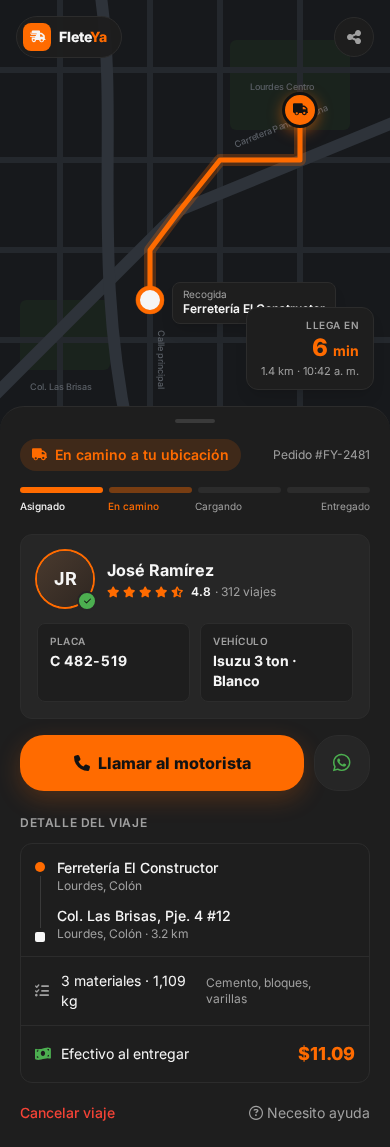 FleteYa
Lourdes Centro
Carretera
Recogida
Ferretería El Constructor
LLEGA EN
6 min
1.4 km · 10:42 a. m.
Calle principal
Col. Las Brisas
En camino a tu ubicación
Pedido #FY-2481
Asignado
En camino
Cargando
Entregado
JR
José Ramírez
4.8 · 312 viajes
PLACA
C 482-519
VEHÍCULO
Isuzu 3 ton ·
Blanco
Llamar al motorista
DETALLE DEL VIAJE
Ferretería El Constructor
Lourdes, Colón
Col. Las Brisas, Pje. 4 #12
Lourdes, Colón · 3.2 km
3 materiales · 1,109
kg
Cemento, bloques,
varillas
Efectivo al entregar
$11.09
Cancelar viaje
Necesito ayuda